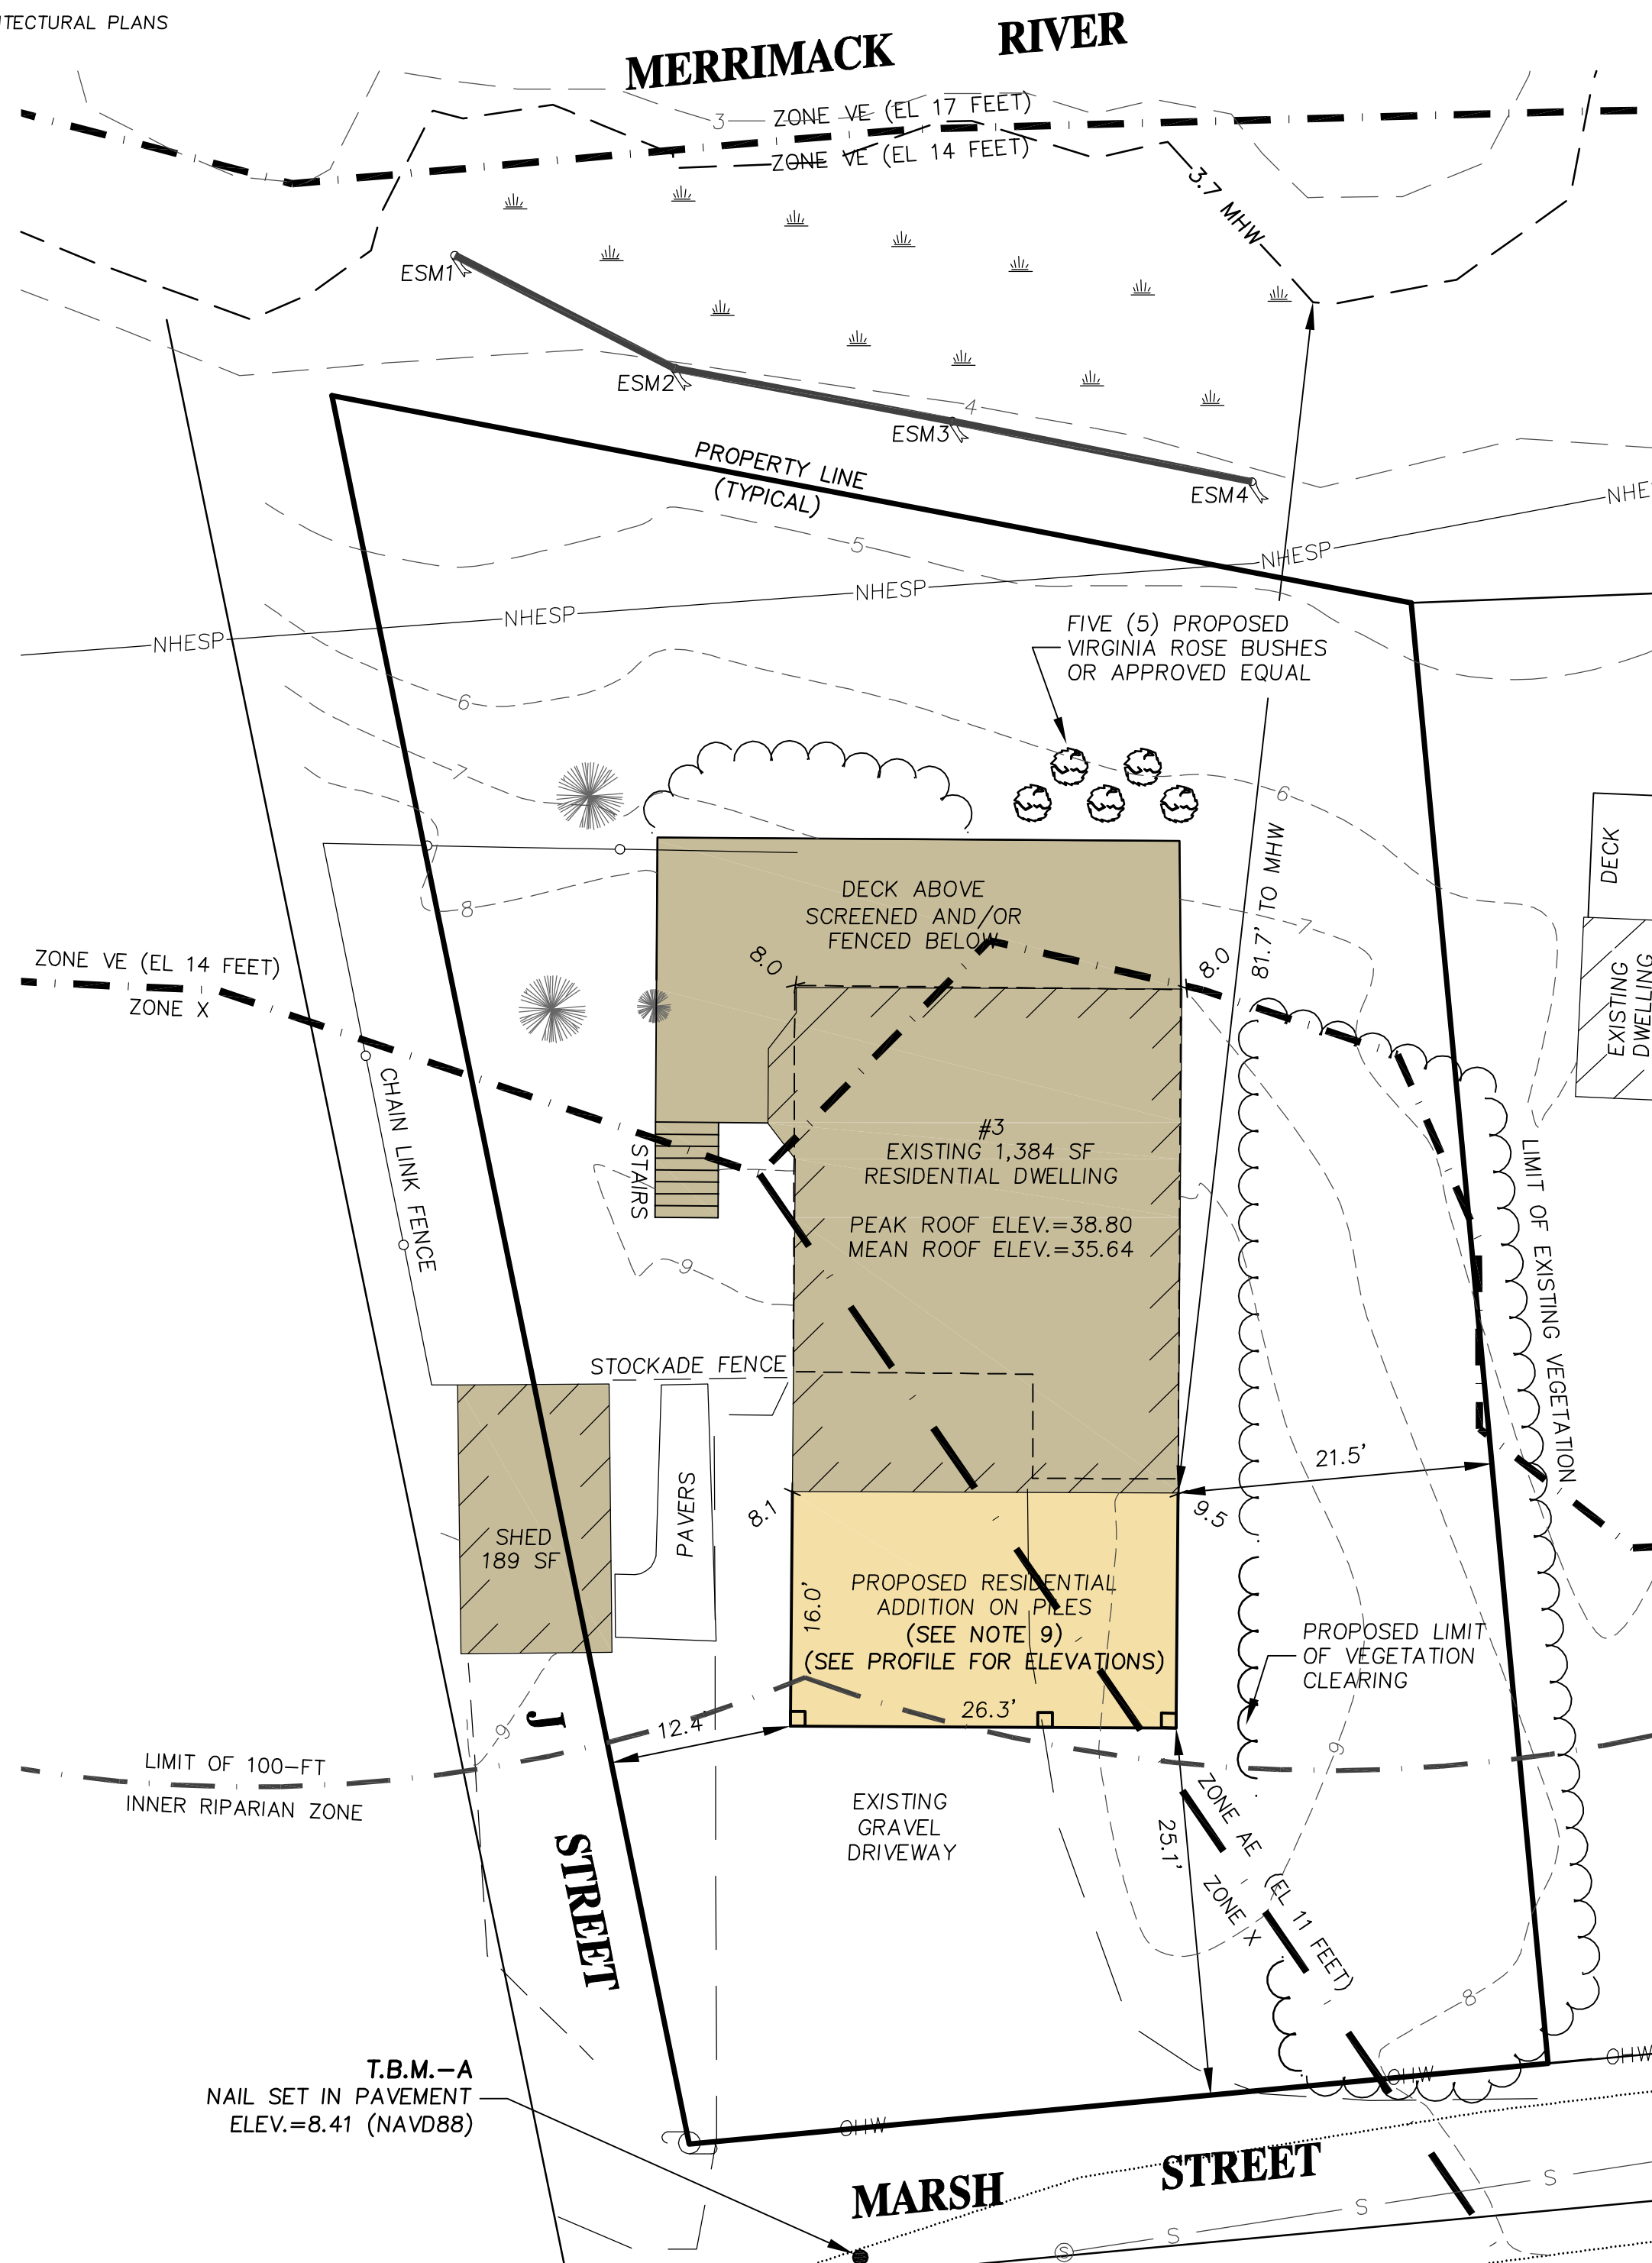 TECTURAL PLANS
MERRIMACK RIVER
3
ZONE VE (EL 17 FEET)
ZONE VE (EL 14 FEET)
3.7 MHW
ESM1
ESM2
4
ESM3
ESM4
PROPERTY LINE
(TYPICAL)
5
NHESP
NHESP
NHESP
NHESP
NHE
FIVE (5) PROPOSED
VIRGINIA ROSE BUSHES
OR APPROVED EQUAL
6
7
6
8
7
DECK
DECK ABOVE
SCREENED AND/OR
FENCED BELOW
8.0
8.0
81.7' TO MHW
ZONE VE (EL 14 FEET)
ZONE X
EXISTING
DWELLING
CHAIN LINK FENCE
STAIRS
#3
EXISTING 1,384 SF
RESIDENTIAL DWELLING
PEAK ROOF ELEV.=38.80
MEAN ROOF ELEV.=35.64
9
LIMIT OF EXISTING VEGETATION
STOCKADE FENCE
21.5'
PAVERS
8.1
9.5
SHED
189 SF
16.0'
PROPOSED RESIDENTIAL
ADDITION ON PILES
(SEE NOTE 9)
(SEE PROFILE FOR ELEVATIONS)
26.3'
PROPOSED LIMIT
OF VEGETATION
CLEARING
9
J STREET
12.4'
9
LIMIT OF 100-FT
INNER RIPARIAN ZONE
EXISTING
GRAVEL
DRIVEWAY
25.1'
ZONE AE (EL 11 FEET)
ZONE X
8
T.B.M.-A
NAIL SET IN PAVEMENT
ELEV.=8.41 (NAVD88)
OHW
OHW
OHW
MARSH STREET
S
S
S
S